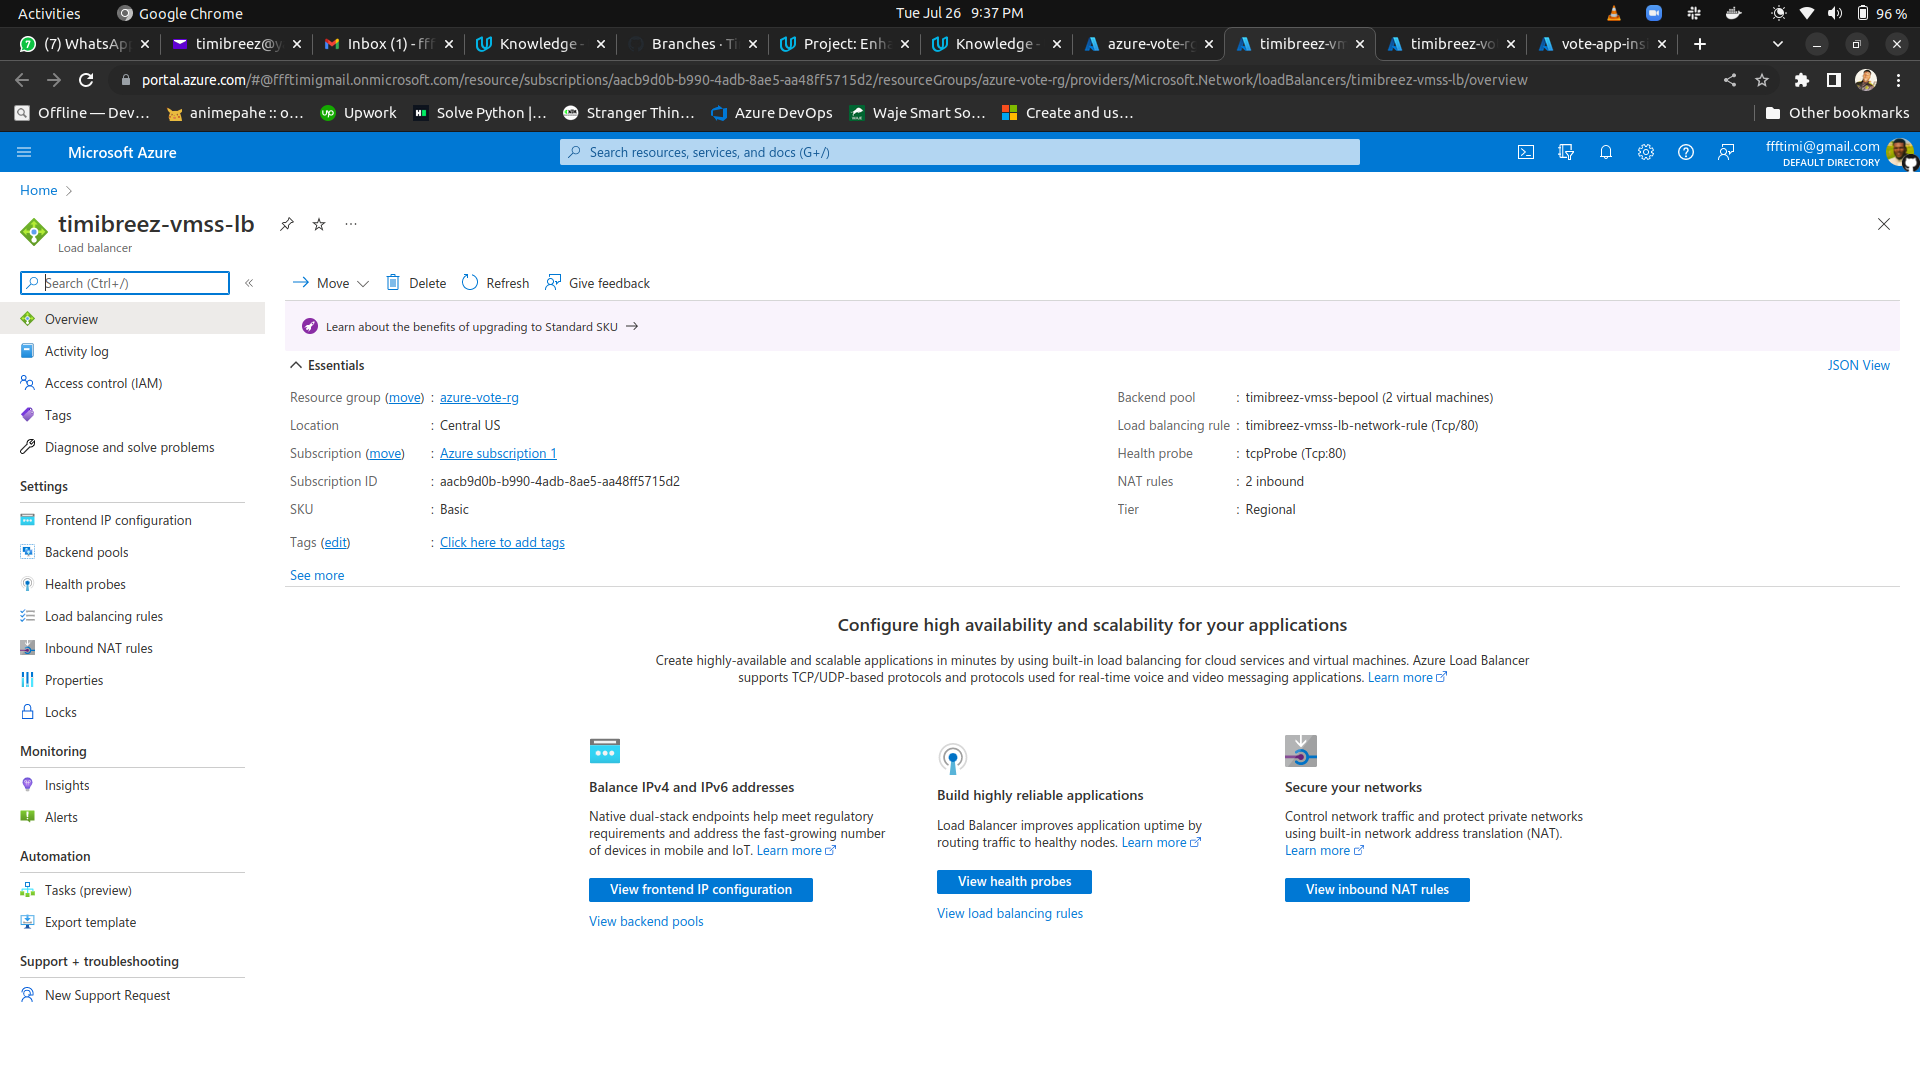 Activities
Google Chrome
Tue Jul 26 9:37 PM
96 %
(7) WhatsAp
timibreez@y
Inbox (1) - fff
Knowledge -
Branches · Ti
Project: Enha
Knowledge -
azure-vote-rg
timibreez-vm
timibreez-vo
vote-app-ins
portal.azure.com/#@ffftimigmail.onmicrosoft.com/resource/subscriptions/aacb9d0b-b990-4adb-8ae5-aa48ff5715d2/resourceGroups/azure-vote-rg/providers/Microsoft.Network/loadBalancers/timibreez-vmss-lb/overview
Offline — Dev...
animepahe :: o...
Upwork
Solve Python |...
Stranger Thin...
Azure DevOps
Waje Smart So...
Create and us...
Other bookmarks
Microsoft Azure
Search resources, services, and docs (G+/)
ffftimi@gmail.com
DEFAULT DIRECTORY
Home
timibreez-vmss-lb
Load balancer
Search (Ctrl+/)
Move
Delete
Refresh
Give feedback
Learn about the benefits of upgrading to Standard SKU
Overview
Activity log
Access control (IAM)
Tags
Diagnose and solve problems
Settings
Frontend IP configuration
Backend pools
Health probes
Load balancing rules
Inbound NAT rules
Properties
Locks
Monitoring
Insights
Alerts
Automation
Tasks (preview)
Export template
Support + troubleshooting
New Support Request
Essentials
JSON View
Resource group (move) : azure-vote-rg
Location : Central US
Subscription (move) : Azure subscription 1
Subscription ID : aacb9d0b-b990-4adb-8ae5-aa48ff5715d2
SKU : Basic
Tags (edit) : Click here to add tags
See more
Backend pool : timibreez-vmss-bepool (2 virtual machines)
Load balancing rule : timibreez-vmss-lb-network-rule (Tcp/80)
Health probe : tcpProbe (Tcp:80)
NAT rules : 2 inbound
Tier : Regional
Configure high availability and scalability for your applications
Create highly-available and scalable applications in minutes by using built-in load balancing for cloud services and virtual machines. Azure Load Balancer
supports TCP/UDP-based protocols and protocols used for real-time voice and video messaging applications. Learn more
Balance IPv4 and IPv6 addresses
Native dual-stack endpoints help meet regulatory
requirements and address the fast-growing number
of devices in mobile and IoT. Learn more
View frontend IP configuration
View backend pools
Build highly reliable applications
Load Balancer improves application uptime by
routing traffic to healthy nodes. Learn more
View health probes
View load balancing rules
Secure your networks
Control network traffic and protect private networks
using built-in network address translation (NAT).
Learn more
View inbound NAT rules